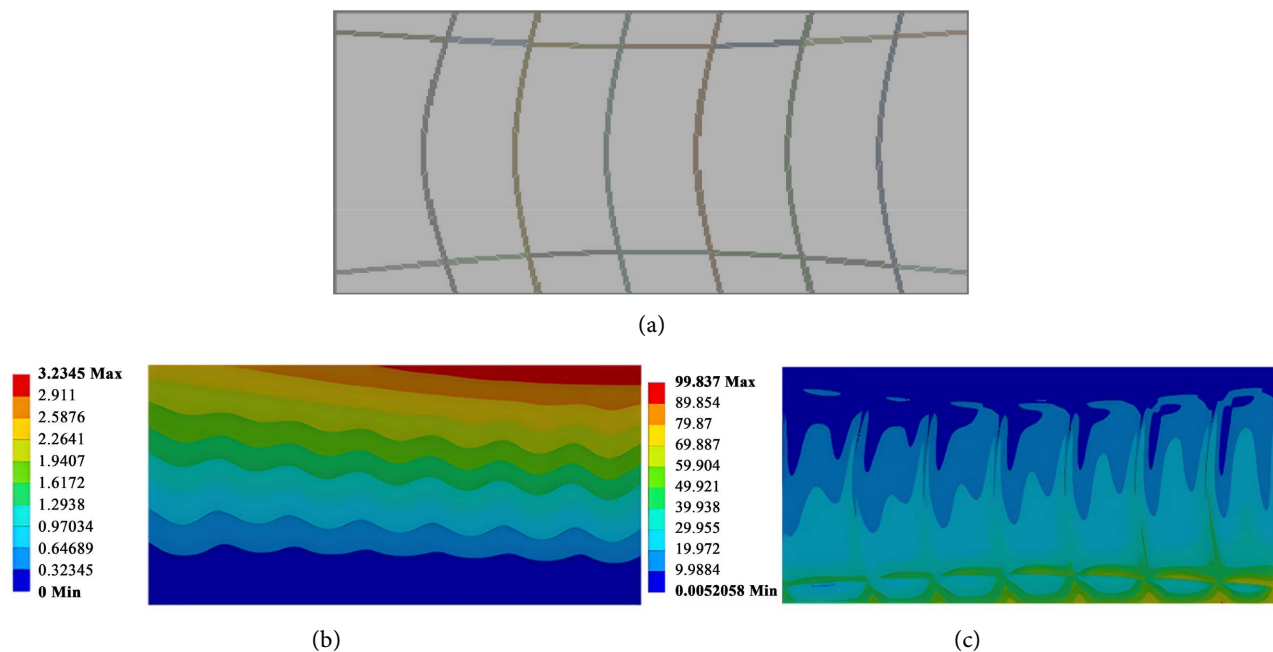 (a)
3.2345 Max
2.911
2.5876
2.2641
1.9407
1.6172
1.2938
0.97034
0.64689
0.32345
0 Min
99.837 Max
89.854
79.87
69.887
59.904
49.921
39.938
29.955
19.972
9.9884
0.0052058 Min
(b)
(c)